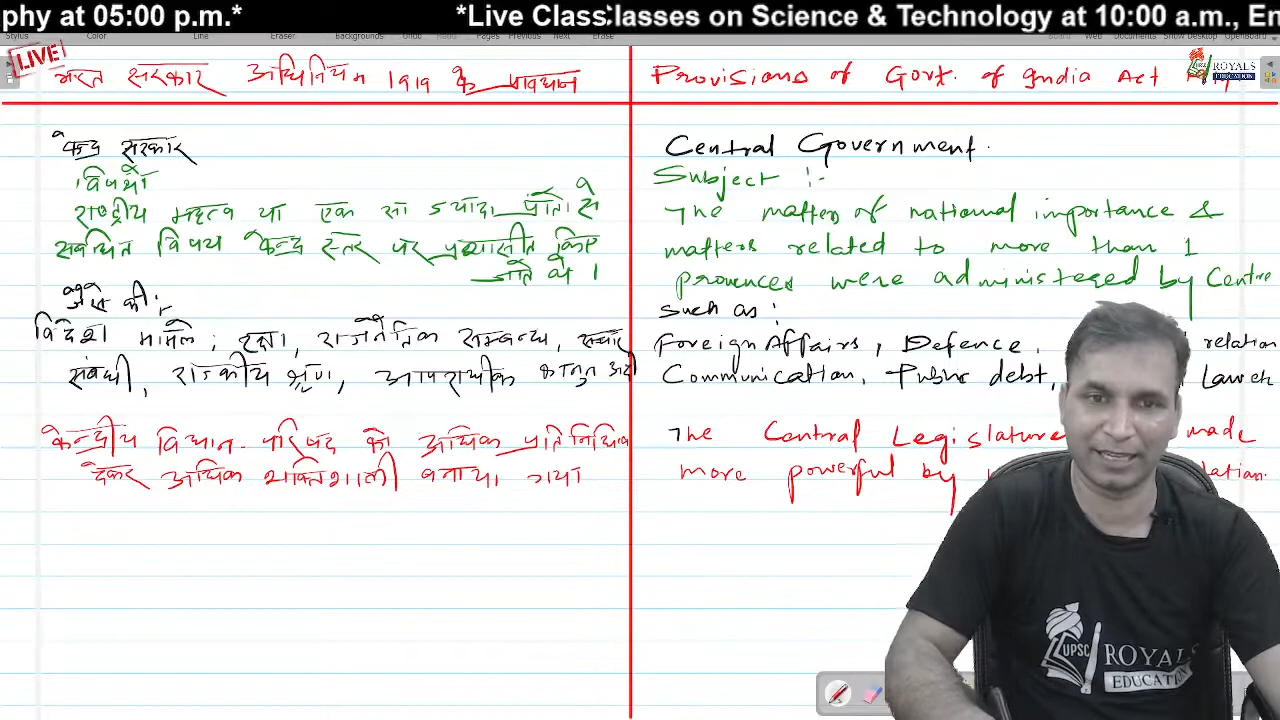 phy at 05:00 p.m.* *Live Class
Classes on Science & Technology at 10:00 a.m., En
LIVE
भारत सरकार अधिनियम 1919 के प्रावधान
केन्द्र सरकार
विषयों
राष्ट्रीय महत्व या एक सा ज्यादा प्रांतो से
सबंधित विषय केन्द्र स्तर पर प्रशासीत किए
जाते थे ।
जैसे की :-
विदेश मामले, रक्षा, राजनैतिक सम्बन्ध, संचार
संबंधी, राजकीय ऋण, आपराधीक कानुन आदी
केन्द्रीय विधान-परिषद को अधिक प्रतिनिधित्व
देकर अधिक शक्तिशाली बनाया गया
Provisions of Govt. of India Act
Central Government.
Subject :-
The matter of national importance &
matters related to more than 1
provinces were administered by Centre
such as :
Foreign Affairs, Defence, relation
Communication, Public debt,
The Central Legislature made
more powerful by
ROYALS
EDUCATION
UPSC
ROYALS
EDUCATION